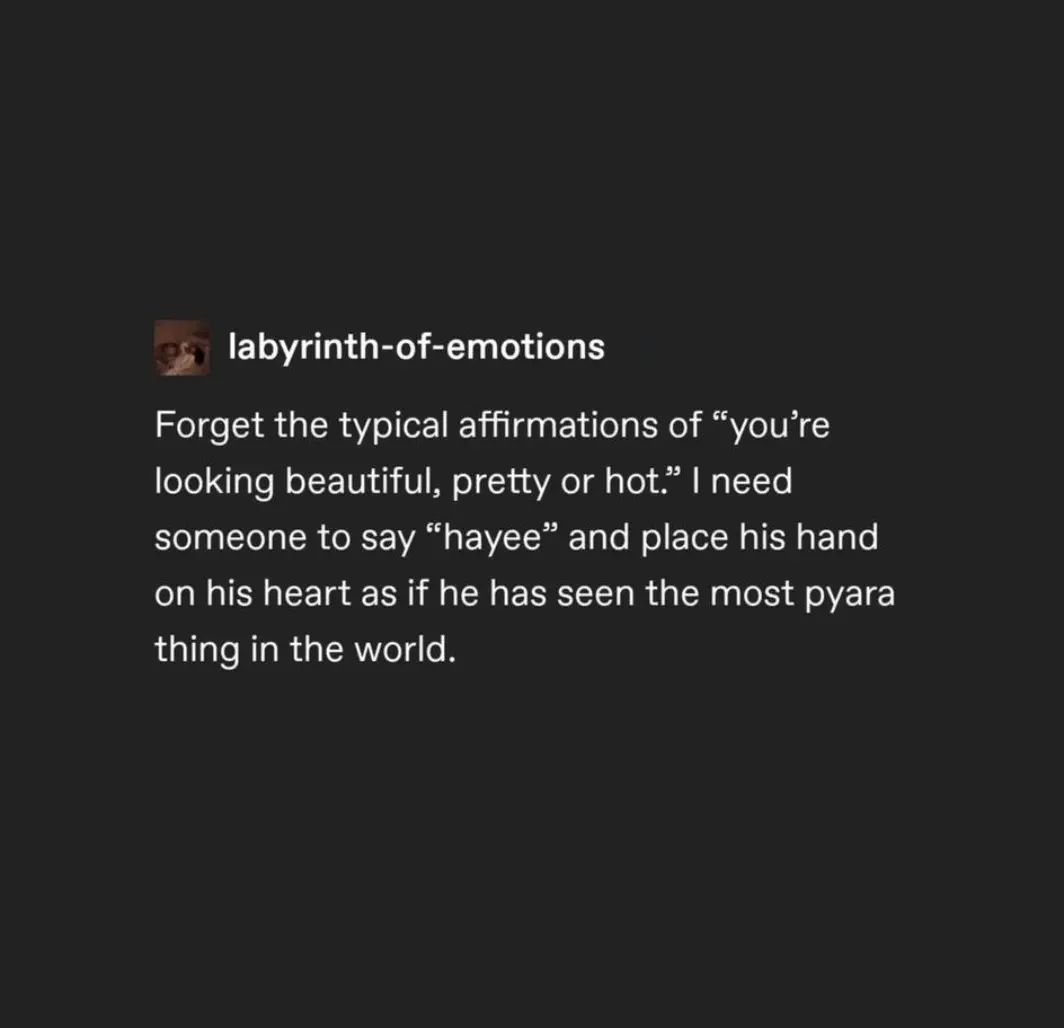 labyrinth-of-emotions
Forget the typical affirmations of “you’re
looking beautiful, pretty or hot.” I need
someone to say “hayee” and place his hand
on his heart as if he has seen the most pyara
thing in the world.